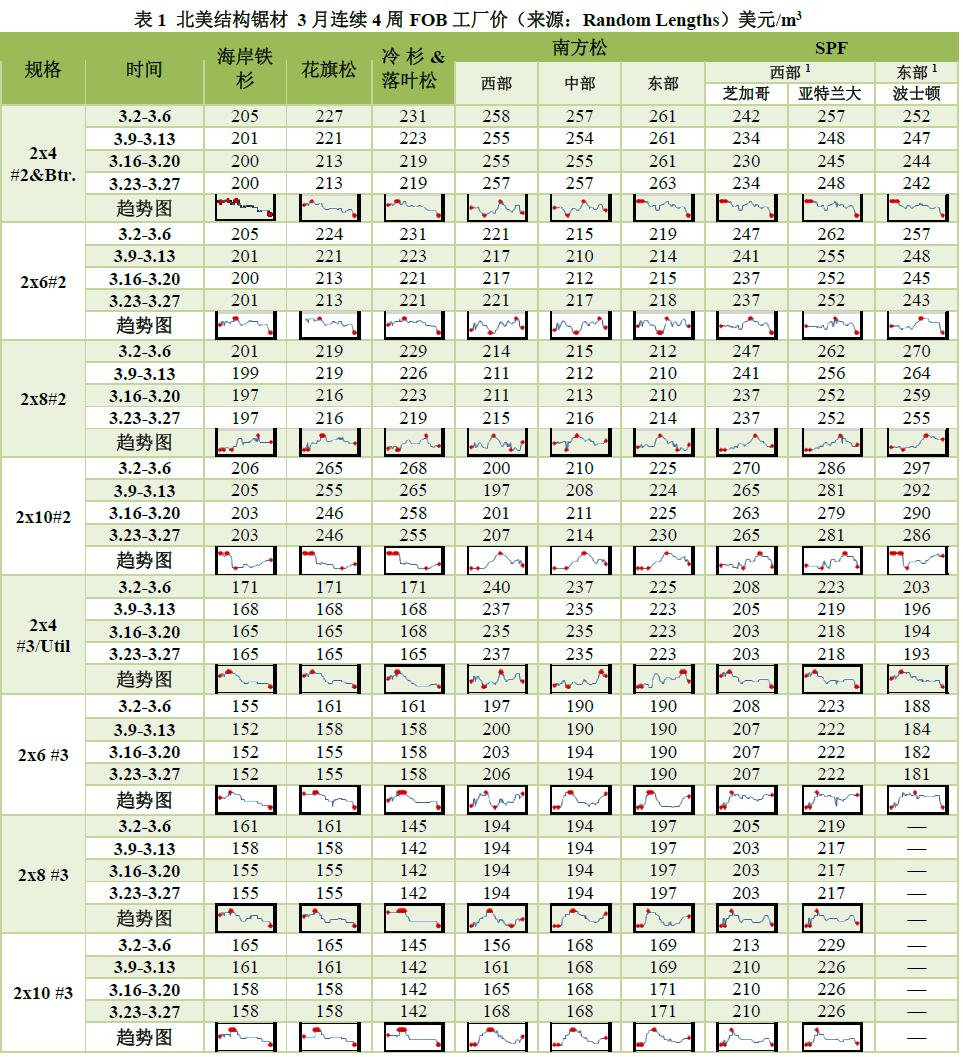 表 1 北美结构锯材 3 月连续 4 周 FOB 工厂价（来源：Random Lengths）美元/m³
规格 时间 海岸铁杉 花旗松 冷 杉 & 落叶松 南方松 SPF
西部 中部 东部 西部 ¹ 东部 ¹
芝加哥 亚特兰大 波士顿
2x4 #2&Btr.
3.2-3.6 205 227 231 258 257 261 242 257 252
3.9-3.13 201 221 223 255 254 261 234 248 247
3.16-3.20 200 213 219 255 255 261 230 245 244
3.23-3.27 200 213 219 257 257 263 234 248 242
趋势图
2x6#2
3.2-3.6 205 224 231 221 215 219 247 262 257
3.9-3.13 201 221 223 217 210 214 241 255 248
3.16-3.20 200 213 221 217 212 215 237 252 245
3.23-3.27 201 213 221 221 217 218 237 252 243
趋势图
2x8#2
3.2-3.6 201 219 229 214 215 212 247 262 270
3.9-3.13 199 219 226 211 212 210 241 256 264
3.16-3.20 197 216 223 211 213 210 237 252 259
3.23-3.27 197 216 219 215 216 214 237 252 255
趋势图
2x10#2
3.2-3.6 206 265 268 200 210 225 270 286 297
3.9-3.13 205 255 265 197 208 224 265 281 292
3.16-3.20 203 246 258 201 211 225 263 279 290
3.23-3.27 203 246 255 207 214 230 265 281 286
趋势图
2x4 #3/Util
3.2-3.6 171 171 171 240 237 225 208 223 203
3.9-3.13 168 168 168 237 235 223 205 219 196
3.16-3.20 165 165 168 235 235 223 203 218 194
3.23-3.27 165 165 165 237 235 223 203 218 193
趋势图
2x6 #3
3.2-3.6 155 161 161 197 190 190 208 223 188
3.9-3.13 152 158 158 200 190 190 207 222 184
3.16-3.20 152 155 158 203 194 190 207 222 182
3.23-3.27 152 155 158 206 194 190 207 222 181
趋势图
2x8 #3
3.2-3.6 161 161 145 194 194 197 205 219 —
3.9-3.13 158 158 142 194 194 197 203 217 —
3.16-3.20 155 155 142 194 194 197 203 217 —
3.23-3.27 155 155 142 194 194 197 203 217 —
趋势图 —
2x10 #3
3.2-3.6 165 165 145 156 168 169 213 229 —
3.9-3.13 161 161 142 161 168 169 210 226 —
3.16-3.20 158 158 142 165 168 171 210 226 —
3.23-3.27 158 158 142 168 168 171 210 226 —
趋势图 —